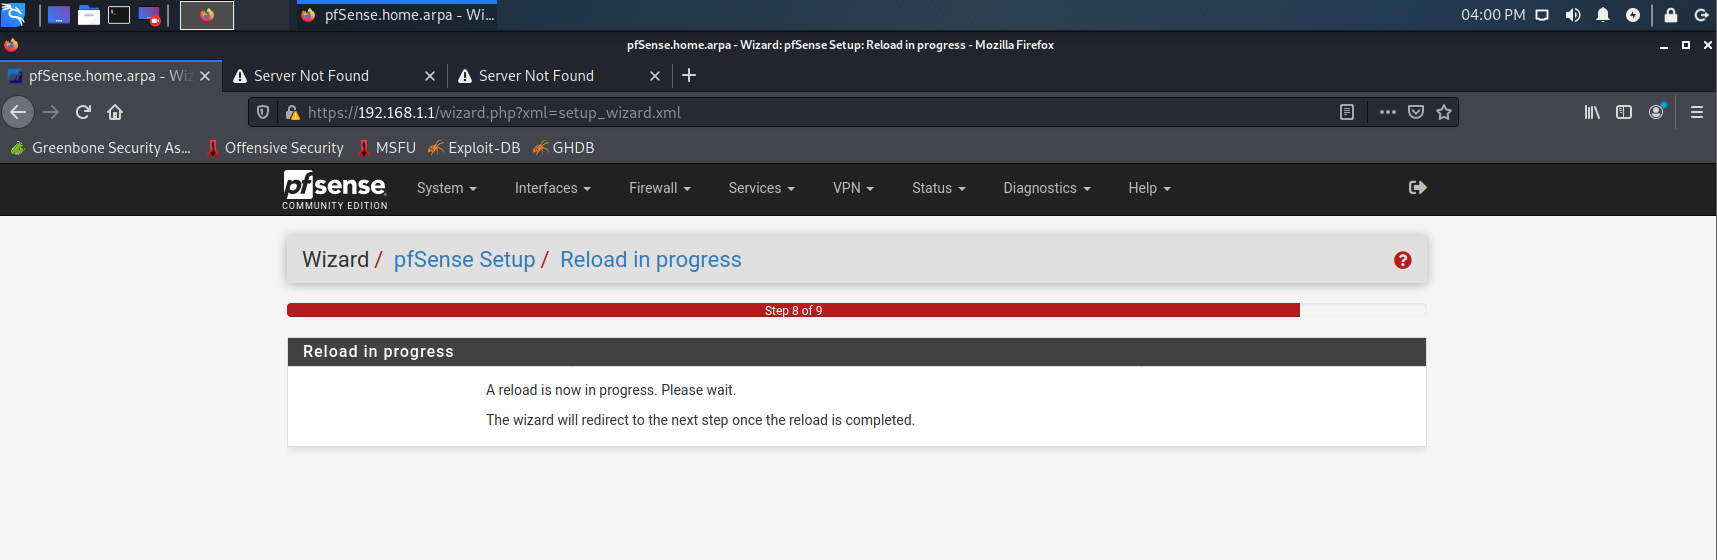 pfSense.home.arpa - Wi...
04:00 PM
pfSense.home.arpa - Wizard: pfSense Setup: Reload in progress - Mozilla Firefox
pfSense.home.arpa - Wiz
Server Not Found
Server Not Found
https://192.168.1.1/wizard.php?xml=setup_wizard.xml
Greenbone Security As...
Offensive Security
MSFU
Exploit-DB
GHDB
pfsense
COMMUNITY EDITION
System
Interfaces
Firewall
Services
VPN
Status
Diagnostics
Help
Wizard / pfSense Setup / Reload in progress
Step 8 of 9
Reload in progress
A reload is now in progress. Please wait.
The wizard will redirect to the next step once the reload is completed.